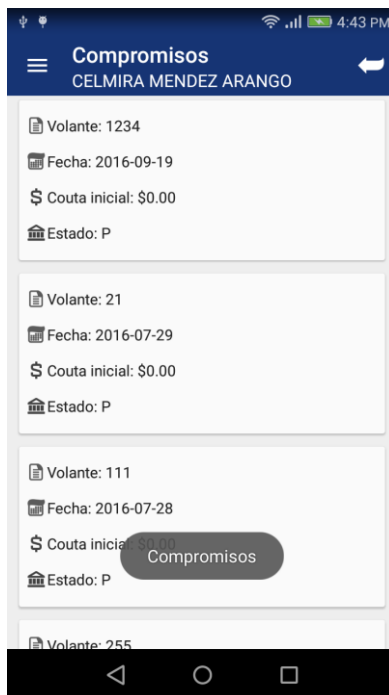 4:43 PM
Compromisos
CELMIRA MENDEZ ARANGO
Volante: 1234
Fecha: 2016-09-19
$ Couta inicial: $0.00
Estado: P
Volante: 21
Fecha: 2016-07-29
$ Couta inicial: $0.00
Estado: P
Volante: 111
Fecha: 2016-07-28
$ Couta inicial: $0.00
Compromisos
Estado: P
Volante: 255